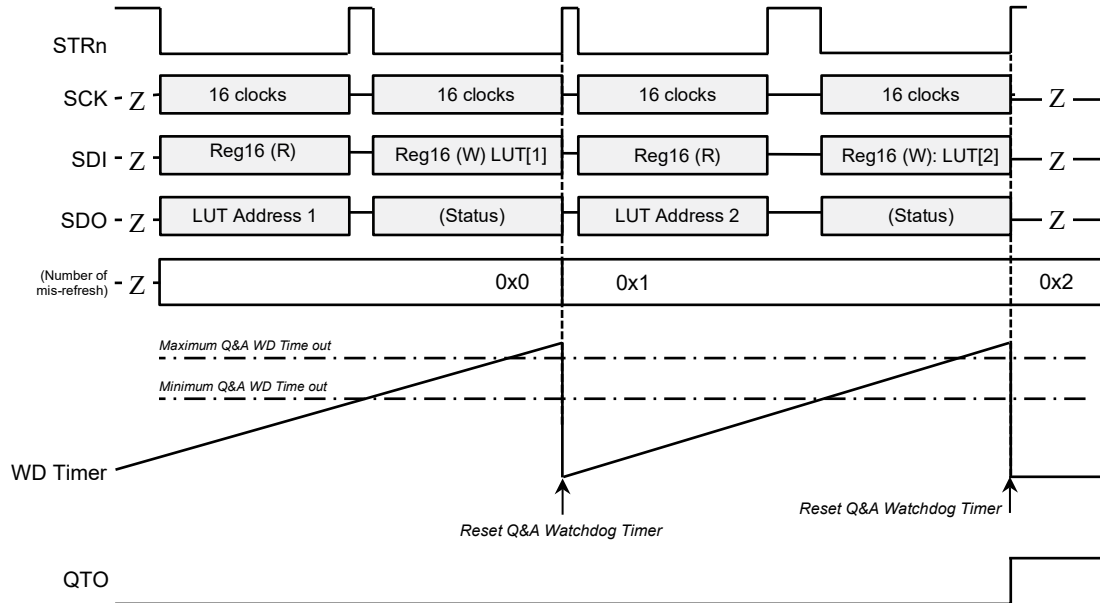 STRn
SCK
Z
16 clocks
16 clocks
16 clocks
16 clocks
Z
SDI
Z
Reg16 (R)
Reg16 (W) LUT[1]
Reg16 (R)
Reg16 (W): LUT[2]
Z
SDO
Z
LUT Address 1
(Status)
LUT Address 2
(Status)
Z
(Number of
mis-refresh)
Z
0x0
0x1
0x2
Maximum Q&A WD Time out
Minimum Q&A WD Time out
WD Timer
Reset Q&A Watchdog Timer
Reset Q&A Watchdog Timer
QTO